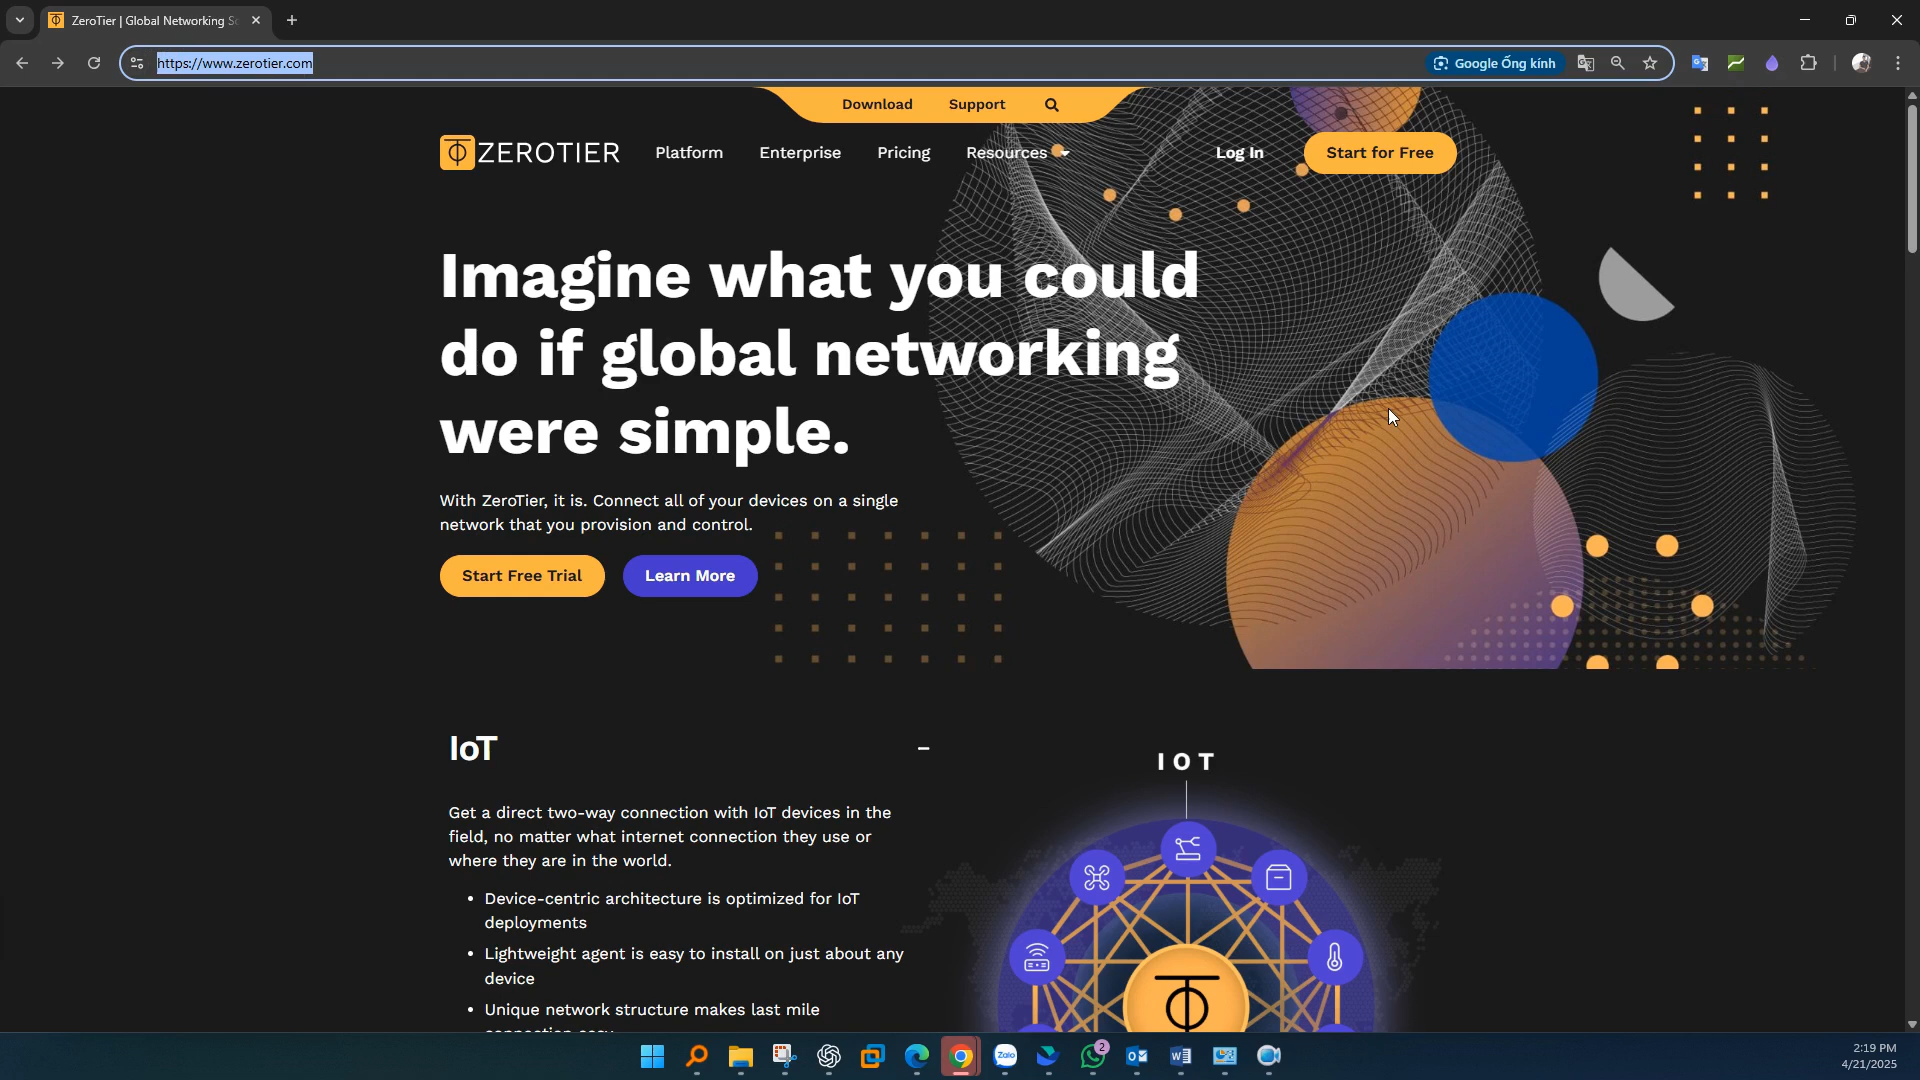 ZeroTier | Global Networking So
https://www.zerotier.com
Google Ống kính
Download
Support
ZEROTIER
Platform
Enterprise
Pricing
Resources
Log In
Start for Free
Imagine what you could
do if global networking
were simple.
With ZeroTier, it is. Connect all of your devices on a single
network that you provision and control.
Start Free Trial
Learn More
IoT
IOT
Get a direct two-way connection with IoT devices in the
field, no matter what internet connection they use or
where they are in the world.
• Device-centric architecture is optimized for IoT
deployments
• Lightweight agent is easy to install on just about any
device
• Unique network structure makes last mile
connection easy
Zalo
2
2:19 PM
4/21/2025